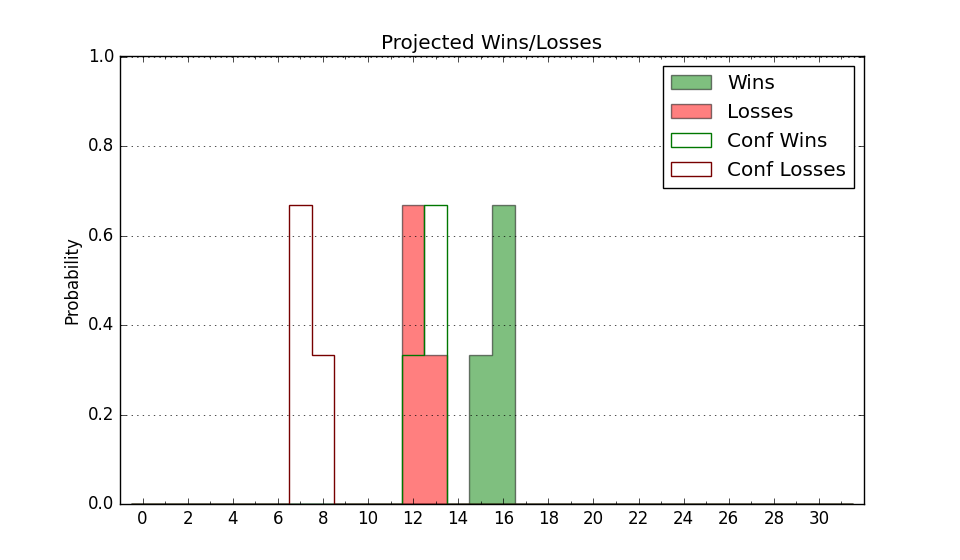 Projected Wins/Losses
1.0
0.8
0.6
0.4
0.2
0.0
Probability
Wins
Losses
Conf Wins
Conf Losses
0 2 4 6 8 10 12 14 16 18 20 22 24 26 28 30